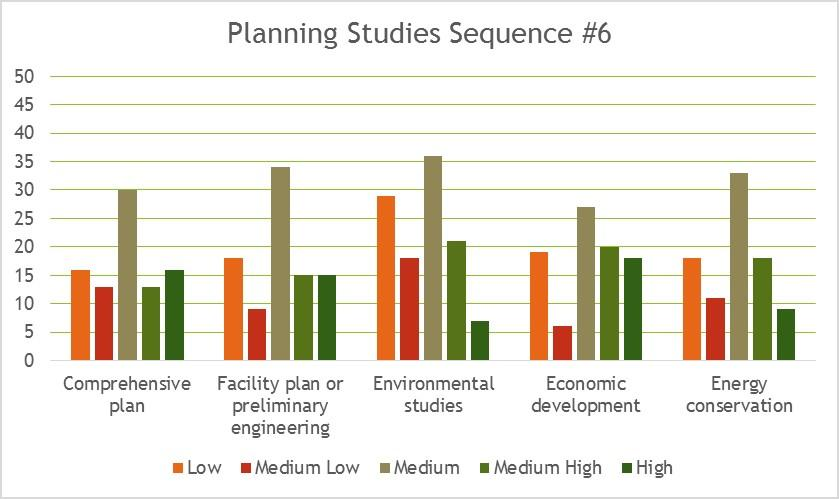 Planning Studies Sequence #6
50
45
40
35
30
25
20
15
10
5
0
Comprehensive
plan
Facility plan or
preliminary
engineering
Environmental
studies
Economic
development
Energy
conservation
Low
Medium Low
Medium
Medium High
High